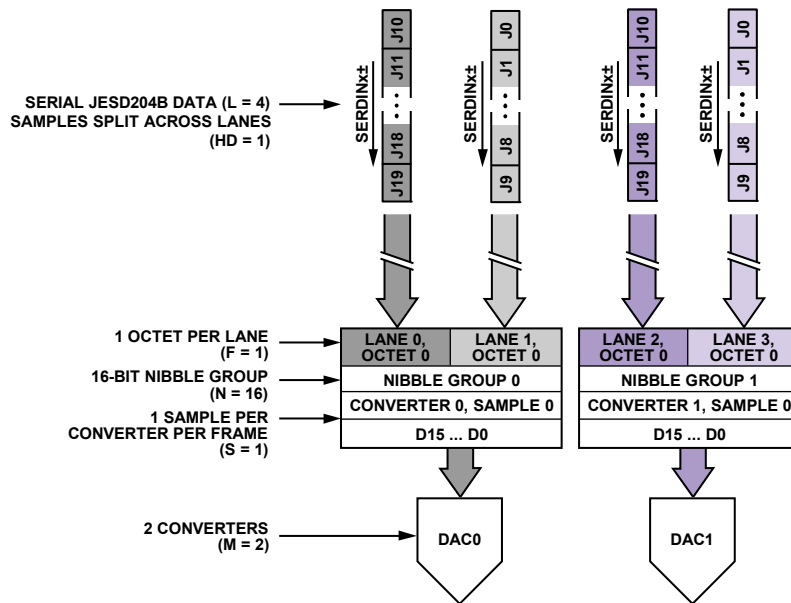 J10
J11
...
J18
J19
SERDINx±
J0
J1
...
J8
J9
SERDINx±
J10
J11
...
J18
J19
SERDINx±
J0
J1
...
J8
J9
SERDINx±
SERIAL JESD204B DATA (L = 4)
SAMPLES SPLIT ACROSS LANES
(HD = 1)
1 OCTET PER LANE
(F = 1)
LANE 0,
OCTET 0
LANE 1,
OCTET 0
LANE 2,
OCTET 0
LANE 3,
OCTET 0
16-BIT NIBBLE GROUP
(N = 16)
NIBBLE GROUP 0
NIBBLE GROUP 1
1 SAMPLE PER
CONVERTER PER FRAME
(S = 1)
CONVERTER 0, SAMPLE 0
CONVERTER 1, SAMPLE 0
D15 ... D0
D15 ... D0
2 CONVERTERS
(M = 2)
DAC0
DAC1